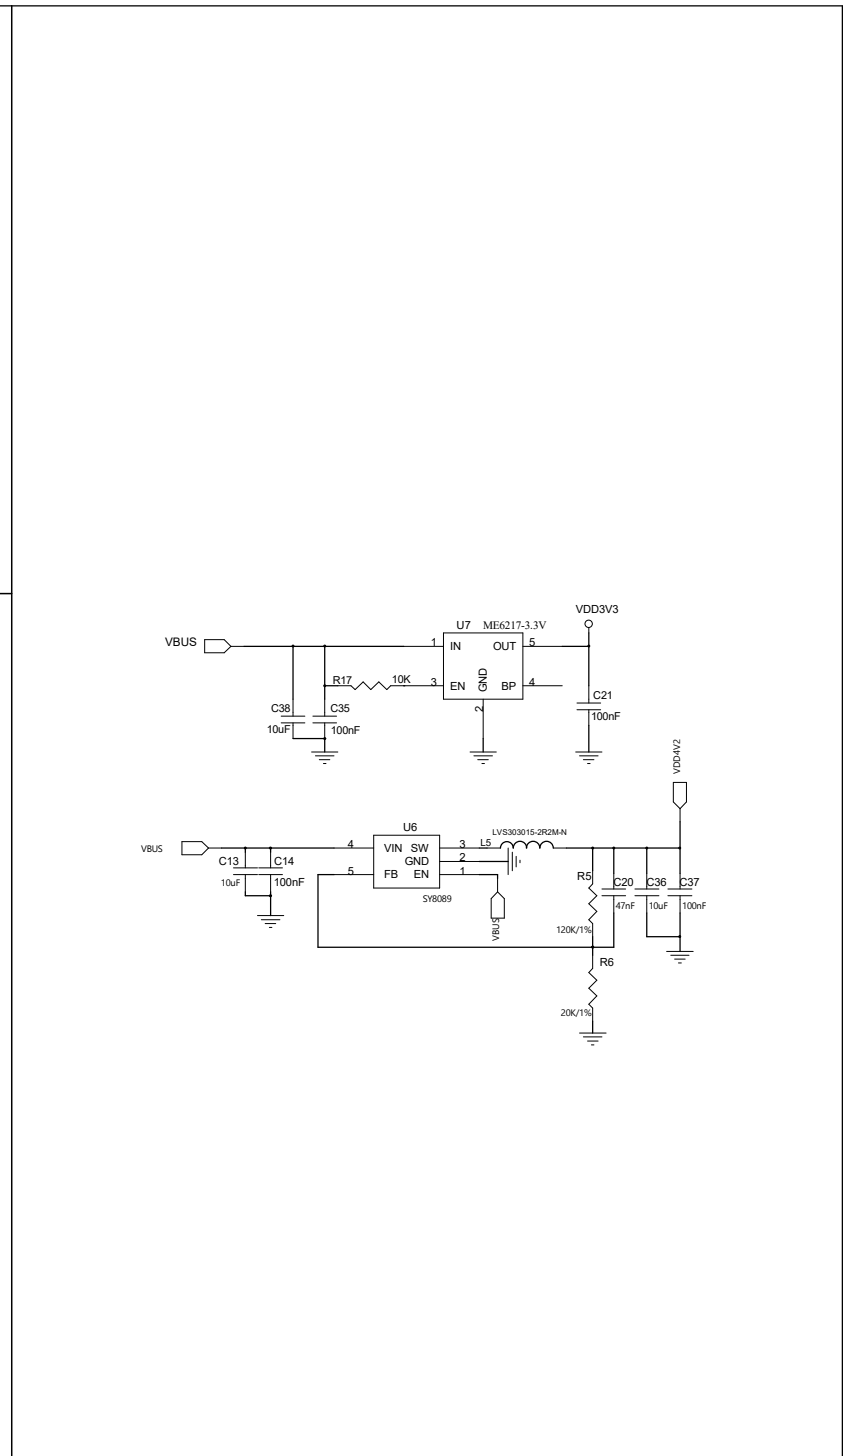 VDD3V3
U7 ME6217-3.3V
VBUS
1 IN OUT 5
R17 10K 3 EN GND BP 4
2
C38 C35
10uF 100nF
C21
100nF
VDD4V2
U6
LVS303015-2R2M-N
VBUS
4 VIN SW 3 L5
GND 2
5 FB EN 1
C13 C14
10uF 100nF
SY8089
VBUS
R5 C20 C36 C37
47nF 10uF 100nF
120K/1%
R6
20K/1%